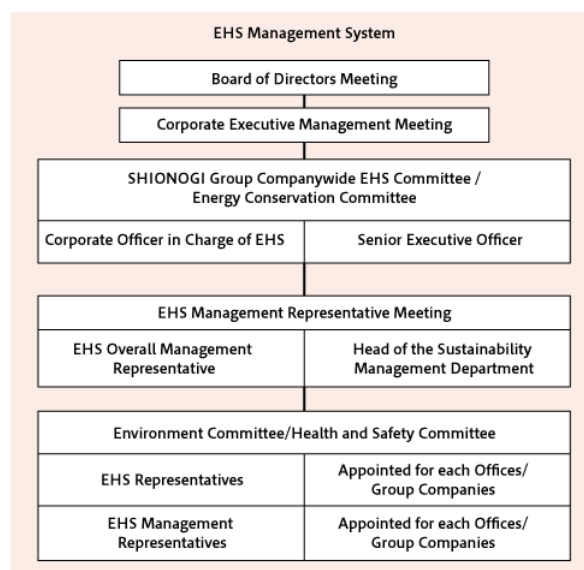 EHS Management System
Board of Directors Meeting
Corporate Executive Management Meeting
SHIONOGI Group Companywide EHS Committee /
Energy Conservation Committee
Corporate Officer in Charge of EHS
Senior Executive Officer
EHS Management Representative Meeting
EHS Overall Management
Representative
Head of the Sustainability
Management Department
Environment Committee/Health and Safety Committee
EHS Representatives
Appointed for each Offices/
Group Companies
EHS Management
Representatives
Appointed for each Offices/
Group Companies